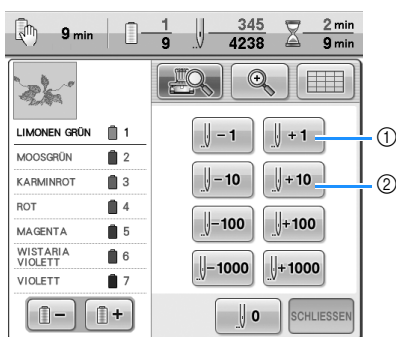 9 min 1 345 2 min
9 4238 9 min
LIMONEN GRÜN 1
MOOSGRÜN 2
KARMINROT 3
ROT 4
MAGENTA 5
WISTARIA
VIOLETT 6
VIOLETT 7
− +
−1 +1 ①
−10 +10 ②
−100 +100
−1000 +1000
0 SCHLIESSEN